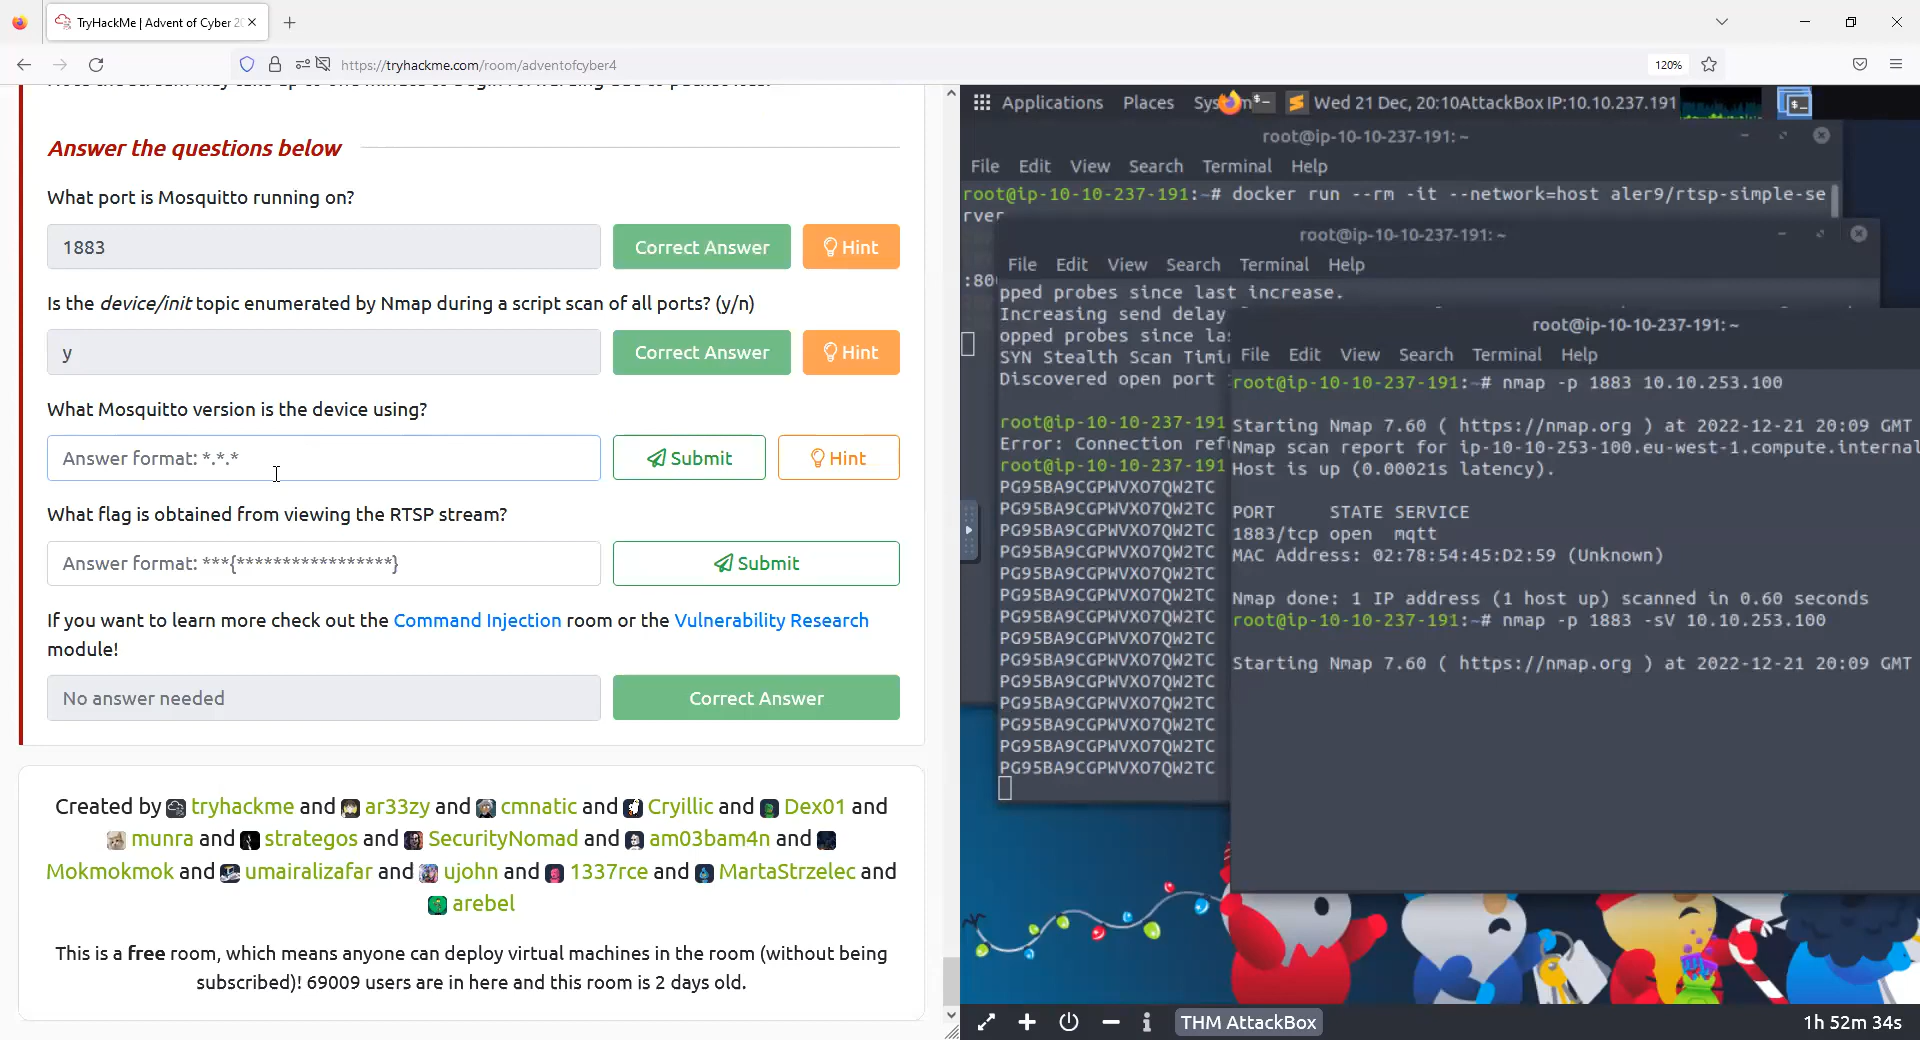 TryHackMe | Advent of Cyber 20
https://tryhackme.com/room/adventofcyber4
120%
Answer the questions below
What port is Mosquitto running on?
1883
Correct Answer
Hint
Is the device/init topic enumerated by Nmap during a script scan of all ports? (y/n)
y
Correct Answer
Hint
What Mosquitto version is the device using?
Answer format: *.*.*
Submit
Hint
What flag is obtained from viewing the RTSP stream?
Answer format: ***{*****************}
Submit
If you want to learn more check out the Command Injection room or the Vulnerability Research
module!
No answer needed
Correct Answer
Created by tryhackme and ar33zy and cmnatic and Cryillic and Dex01 and
munra and strategos and SecurityNomad and am03bam4n and
Mokmokmok and umairalizafar and ujohn and 1337rce and MartaStrzelec and
arebel
This is a free room, which means anyone can deploy virtual machines in the room (without being
subscribed)! 69009 users are in here and this room is 2 days old.
Applications Places System Wed 21 Dec, 20:10 AttackBox IP:10.10.237.191
root@ip-10-10-237-191: ~
File Edit View Search Terminal Help
root@ip-10-10-237-191:~# docker run --rm -it --network=host aler9/rtsp-simple-se
rver
:80
root@ip-10-10-237-191: ~
File Edit View Search Terminal Help
pped probes since last increase.
Increasing send delay
opped probes since las
SYN Stealth Scan Timi
Discovered open port
root@ip-10-10-237-191
Error: Connection ref
root@ip-10-10-237-191
PG95BA9CGPWVXO7QW2TC
PG95BA9CGPWVXO7QW2TC
PG95BA9CGPWVXO7QW2TC
PG95BA9CGPWVXO7QW2TC
PG95BA9CGPWVXO7QW2TC
PG95BA9CGPWVXO7QW2TC
PG95BA9CGPWVXO7QW2TC
PG95BA9CGPWVXO7QW2TC
PG95BA9CGPWVXO7QW2TC
PG95BA9CGPWVXO7QW2TC
PG95BA9CGPWVXO7QW2TC
PG95BA9CGPWVXO7QW2TC
PG95BA9CGPWVXO7QW2TC
PG95BA9CGPWVXO7QW2TC
root@ip-10-10-237-191: ~
File Edit View Search Terminal Help
root@ip-10-10-237-191:~# nmap -p 1883 10.10.253.100
Starting Nmap 7.60 ( https://nmap.org ) at 2022-12-21 20:09 GMT
Nmap scan report for ip-10-10-253-100.eu-west-1.compute.internal
Host is up (0.00021s latency).
PORT STATE SERVICE
1883/tcp open mqtt
MAC Address: 02:78:54:45:D2:59 (Unknown)
Nmap done: 1 IP address (1 host up) scanned in 0.60 seconds
root@ip-10-10-237-191:~# nmap -p 1883 -sV 10.10.253.100
Starting Nmap 7.60 ( https://nmap.org ) at 2022-12-21 20:09 GMT
THM AttackBox
1h 52m 34s